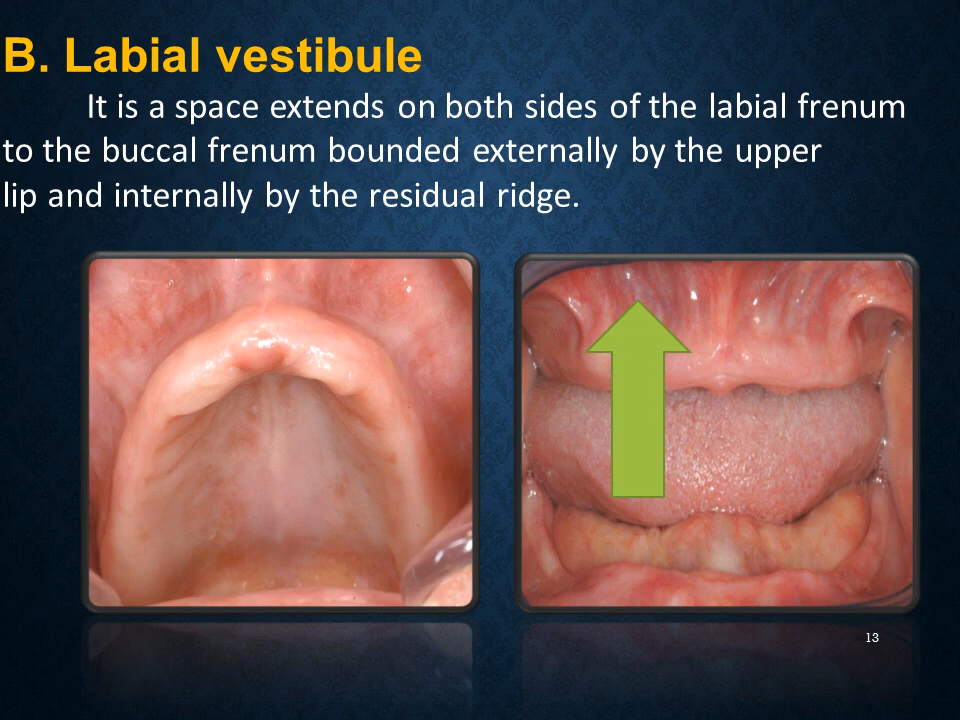 B. Labial vestibule
It is a space extends on both sides of the labial frenum
to the buccal frenum bounded externally by the upper
lip and internally by the residual ridge.
13